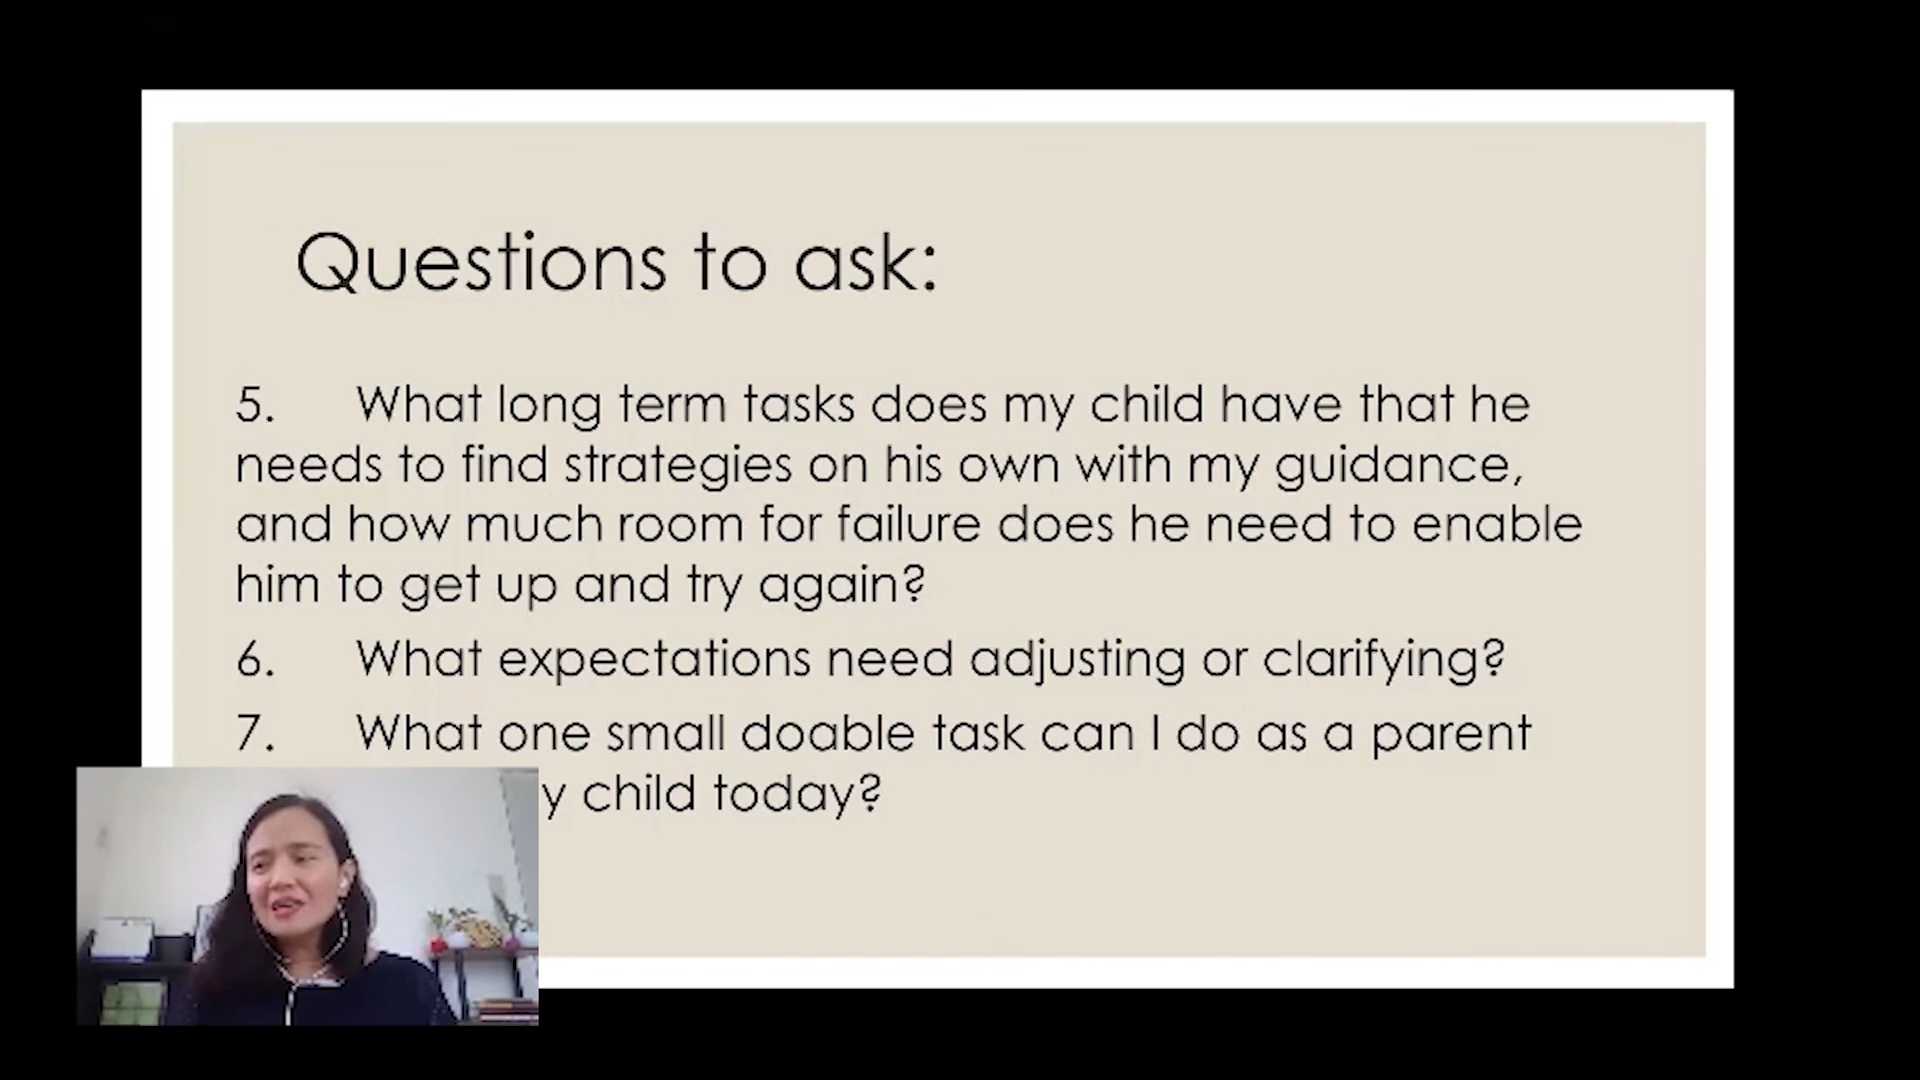 Questions to ask:
5. What long term tasks does my child have that he
needs to find strategies on his own with my guidance,
and how much room for failure does he need to enable
him to get up and try again?
6. What expectations need adjusting or clarifying?
7. What one small doable task can I do as a parent
y child today?